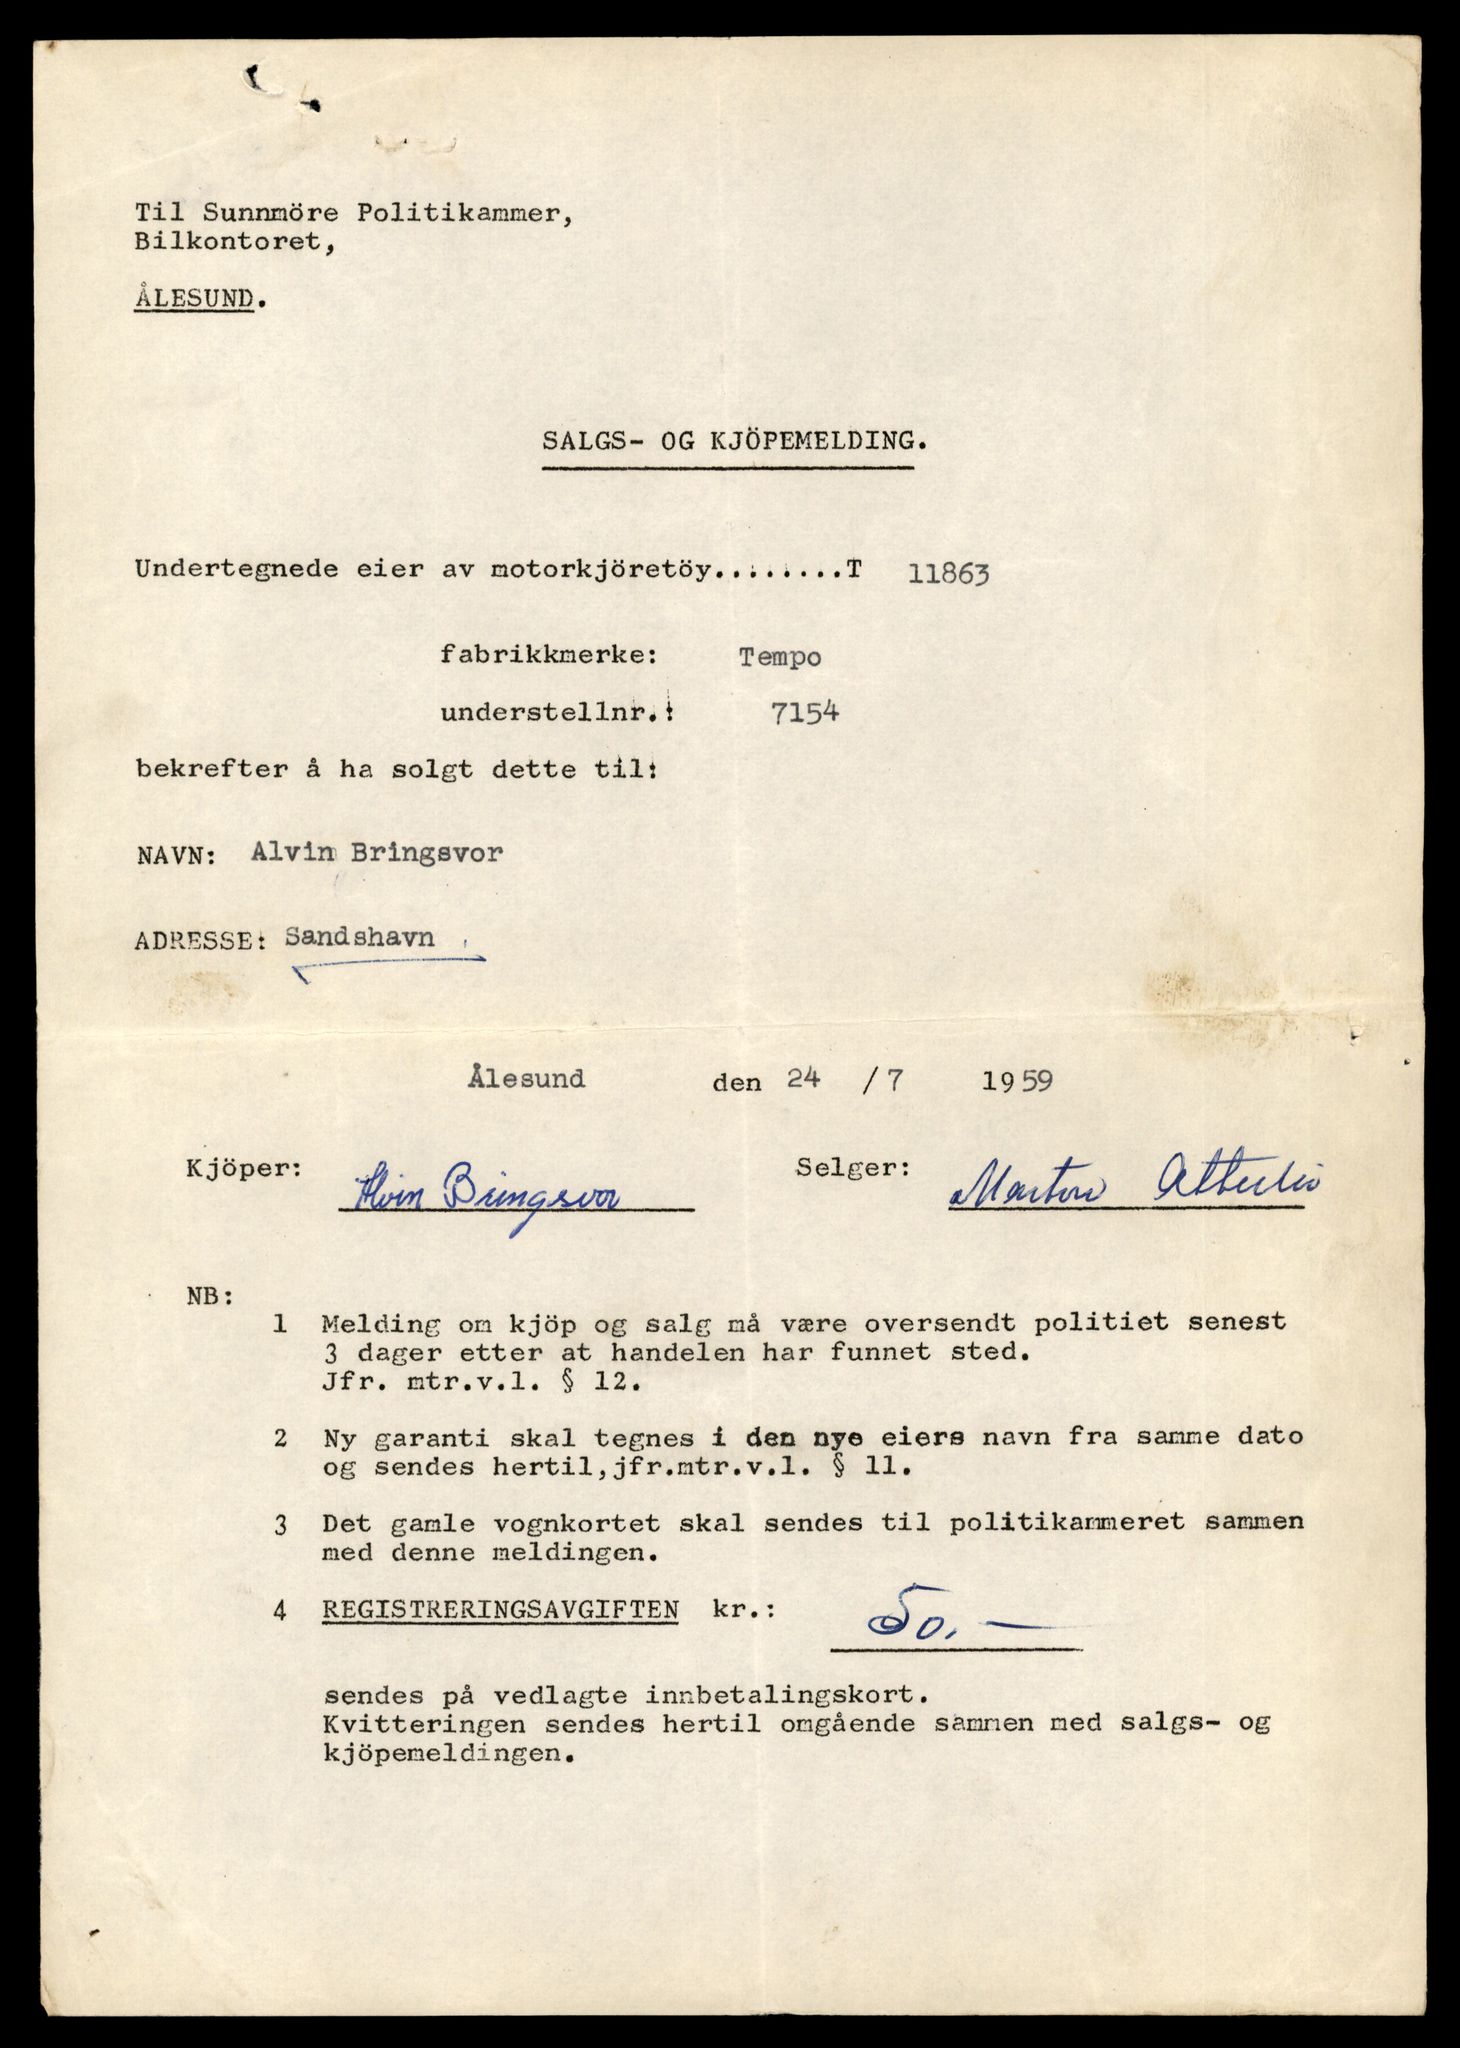 Til Sunnmöre Politikammer,
Bilkontoret,
ÅLESUND.
SALGS- OG KJÖPEMELDING.
Undertegnede eier av motorkjöretöy........T 11863
fabrikkmerke: Tempo
understellnr.: 7154
bekrefter å ha solgt dette til:
NAVN: Alvin Bringsvor
ADRESSE: Sandshavn
Ålesund den 24 /7 1959
Kjöper: Alvin Bringsvor Selger: Martin
NB:
1 Melding om kjöp og salg må være oversendt politiet senest
3 dager etter at handelen har funnet sted.
Jfr. mtr.v.l. § 12.
2 Ny garanti skal tegnes i den nye eiers navn fra samme dato
og sendes hertil,jfr.mtr.v.l. § 11.
3 Det gamle vognkortet skal sendes til politikammeret sammen
med denne meldingen.
4 REGISTRERINGSAVGIFTEN kr.: 50.-
sendes på vedlagte innbetalingskort.
Kvitteringen sendes hertil omgående sammen med salgs- og
kjöpemeldingen.